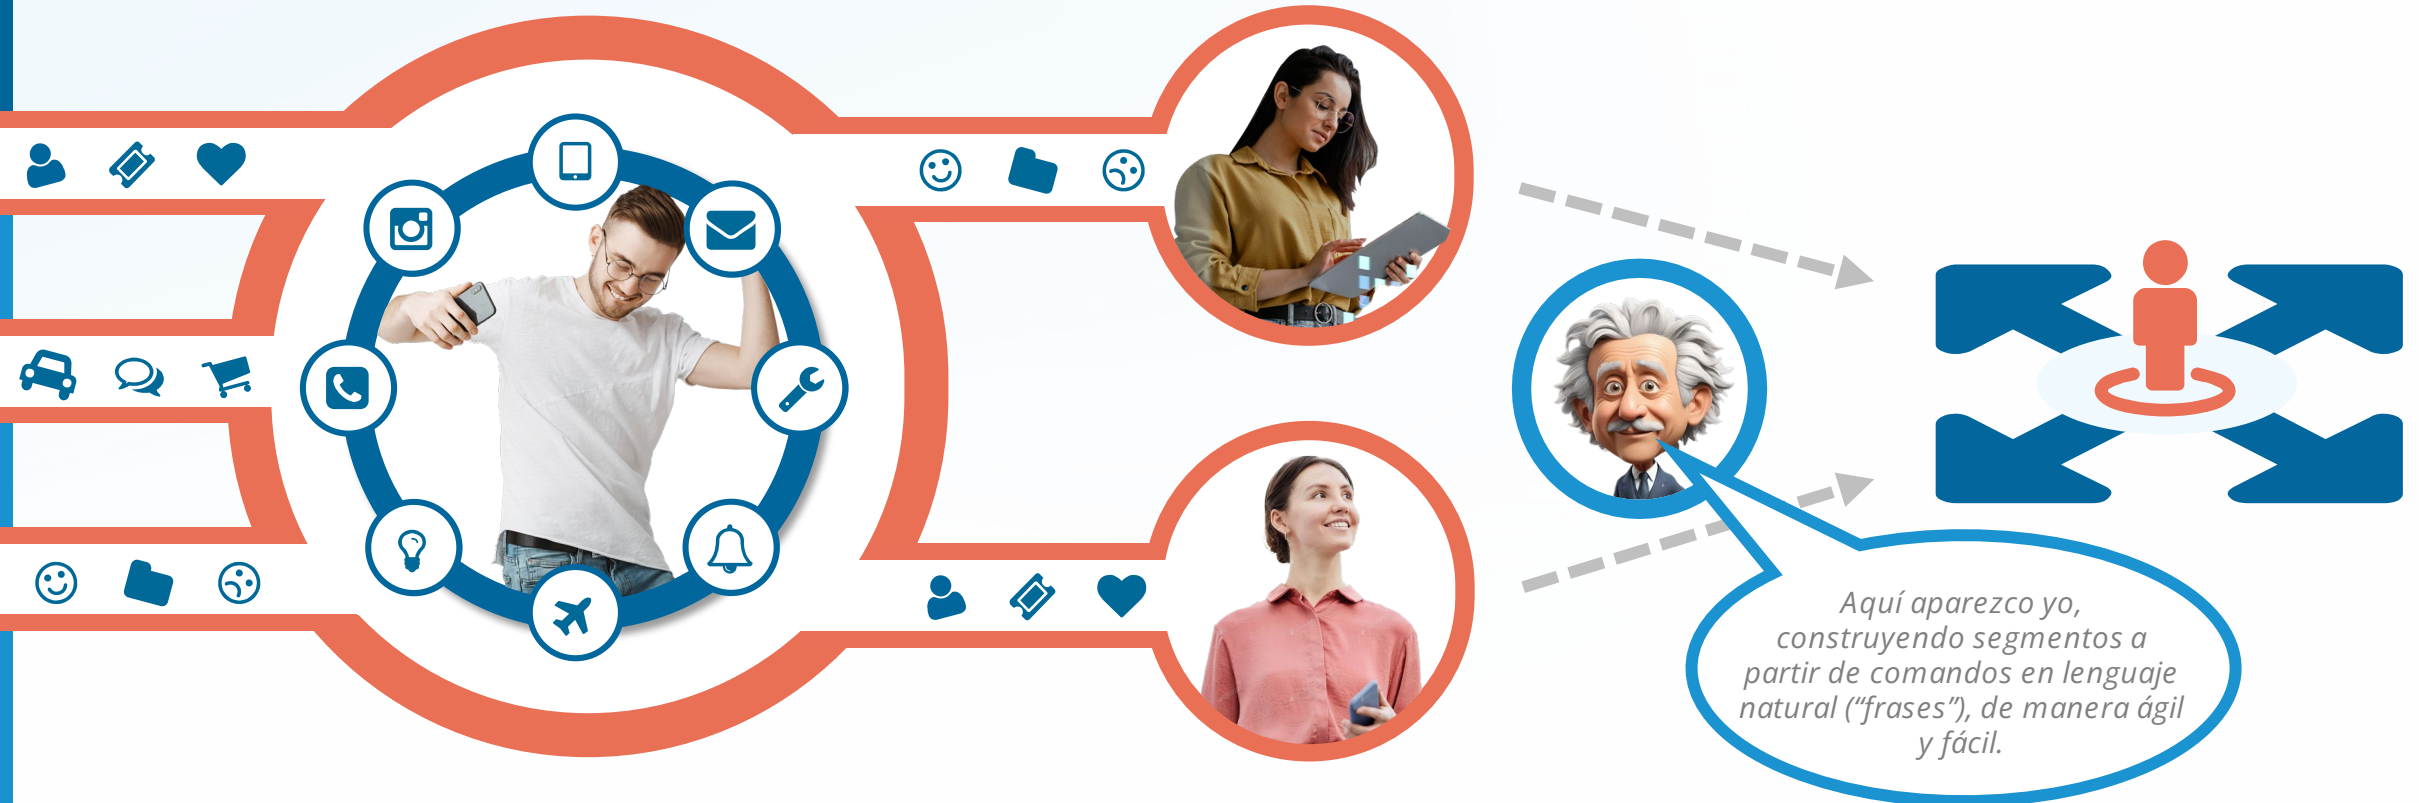 Aquí aparezco yo,
construyendo segmentos a
partir de comandos en lenguaje
natural (“frases”), de manera ágil
y fácil.